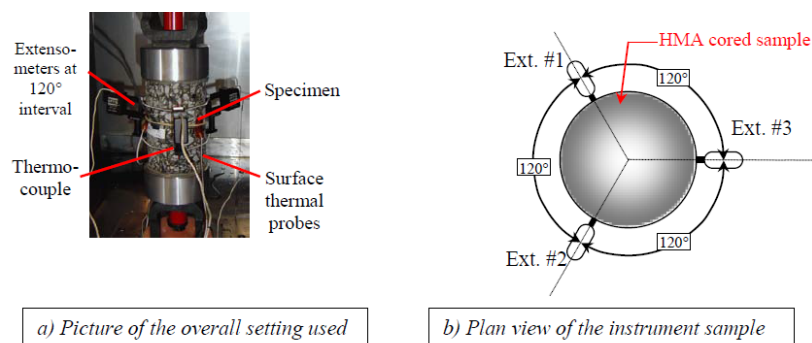 Extenso-
meters at
120°
interval
Specimen
Thermo-
couple
Surface
thermal
probes
a) Picture of the overall setting used
HMA cored sample
Ext. #1
120°
Ext. #3
120°
Ext. #2
120°
b) Plan view of the instrument sample